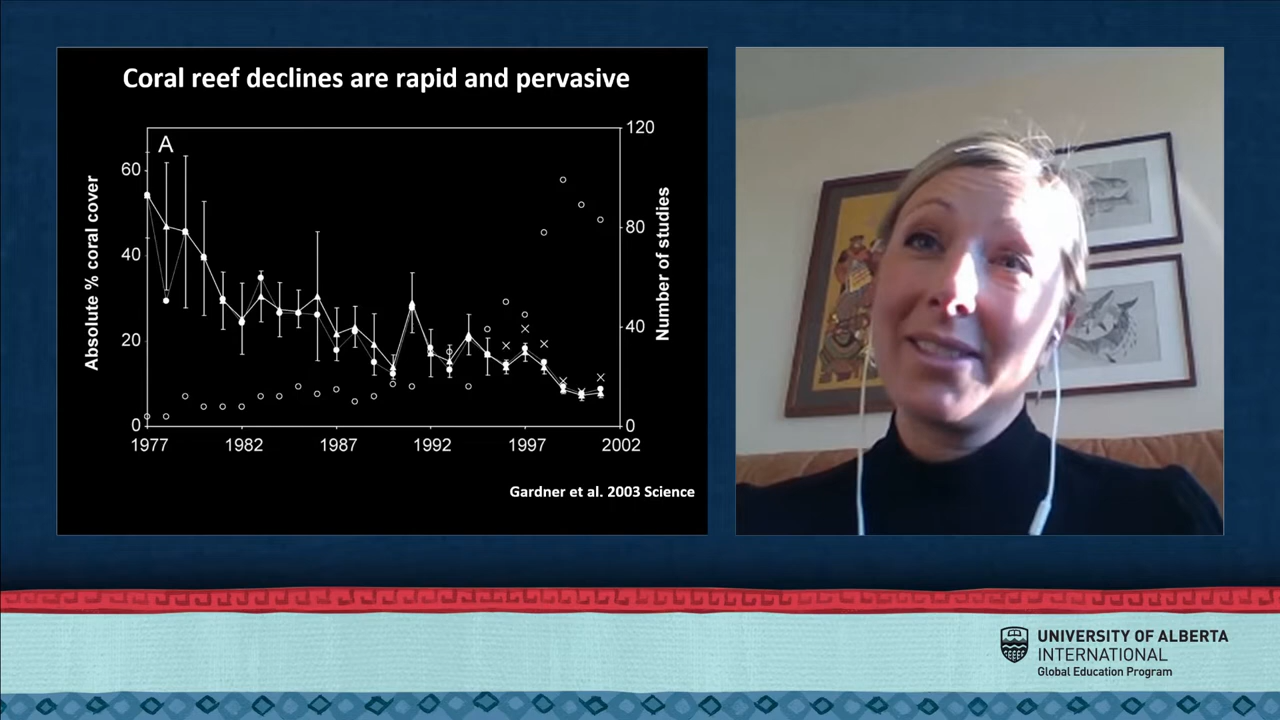 Coral reef declines are rapid and pervasive
A
120
60
80
40
40
20
0
0
1977
1982
1987
1992
1997
2002
Absolute % coral cover
Number of studies
Gardner et al. 2003 Science
UNIVERSITY OF ALBERTA
INTERNATIONAL
Global Education Program